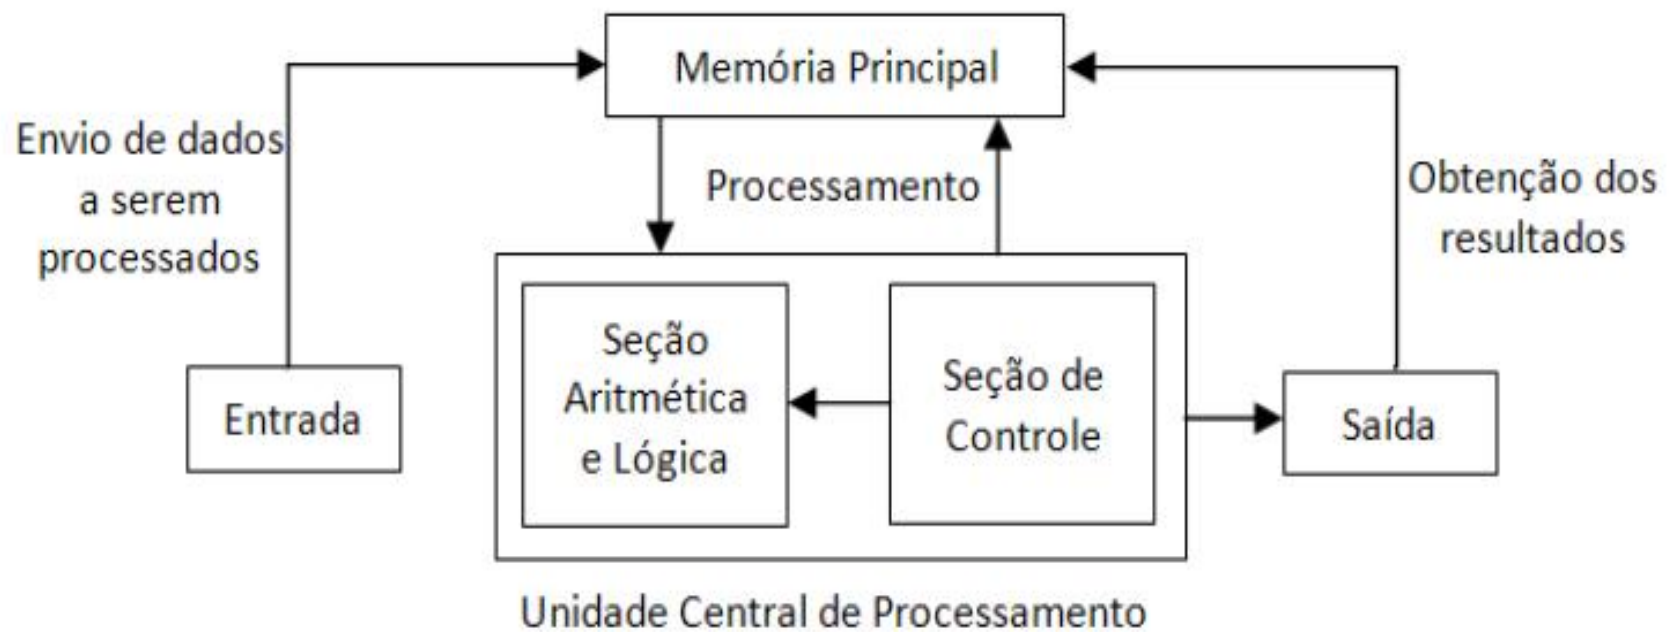 Memória Principal
Envio de dados
a serem
processados
Processamento
Obtenção dos
resultados
Entrada
Seção
Aritmética
e Lógica
Seção de
Controle
Saída
Unidade Central de Processamento